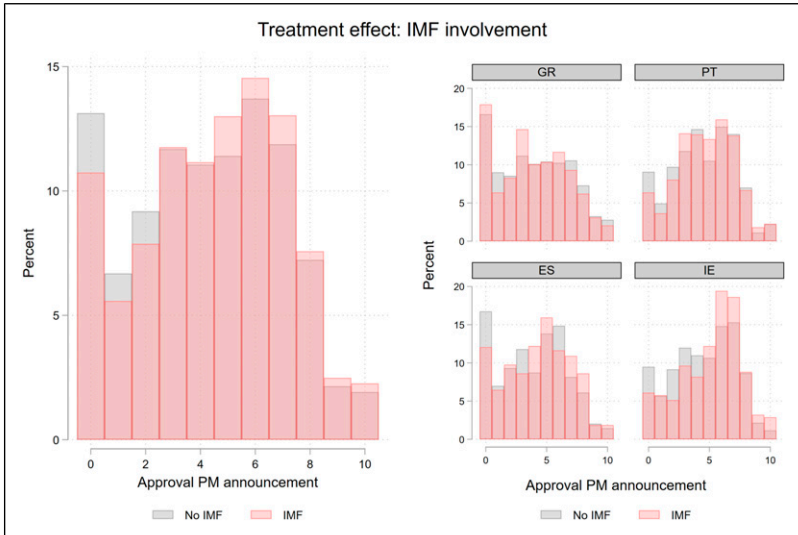 Treatment effect: IMF involvement
Percent
15
10
5
0
0 2 4 6 8 10
Approval PM announcement
No IMF IMF
Percent
GR PT
20
15
10
5
0
ES IE
20
15
10
5
0
0 5 10 0 5 10
Approval PM announcement
No IMF IMF